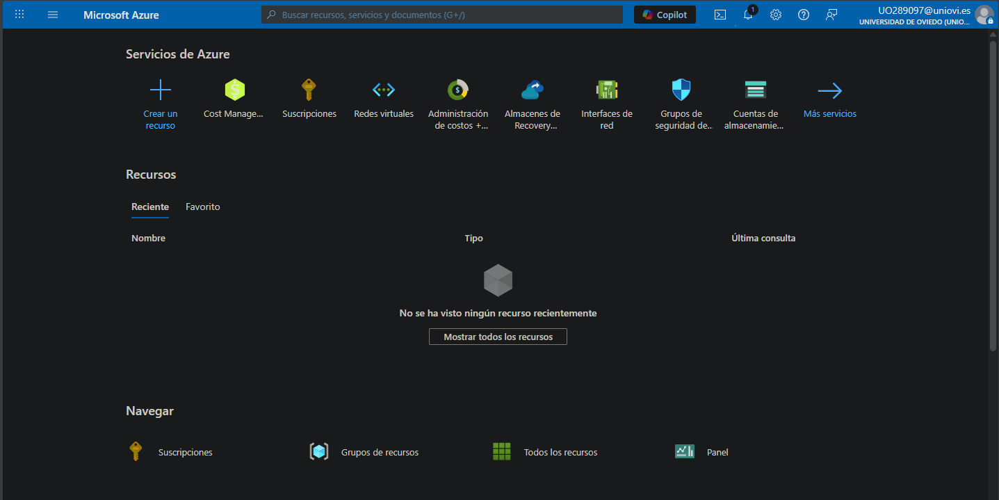 Microsoft Azure
Buscar recursos, servicios y documentos (G+/)
Copilot
1
UO289097@uniovi.es
UNIVERSIDAD DE OVIEDO (UNIO...
Servicios de Azure
Crear un
recurso
Cost Manage...
Suscripciones
Redes virtuales
Administración
de costos +...
Almacenes de
Recovery...
Interfaces de
red
Grupos de
seguridad de...
Cuentas de
almacenamie...
Más servicios
Recursos
Reciente
Favorito
Nombre
Tipo
Última consulta
No se ha visto ningún recurso recientemente
Mostrar todos los recursos
Navegar
Suscripciones
Grupos de recursos
Todos los recursos
Panel